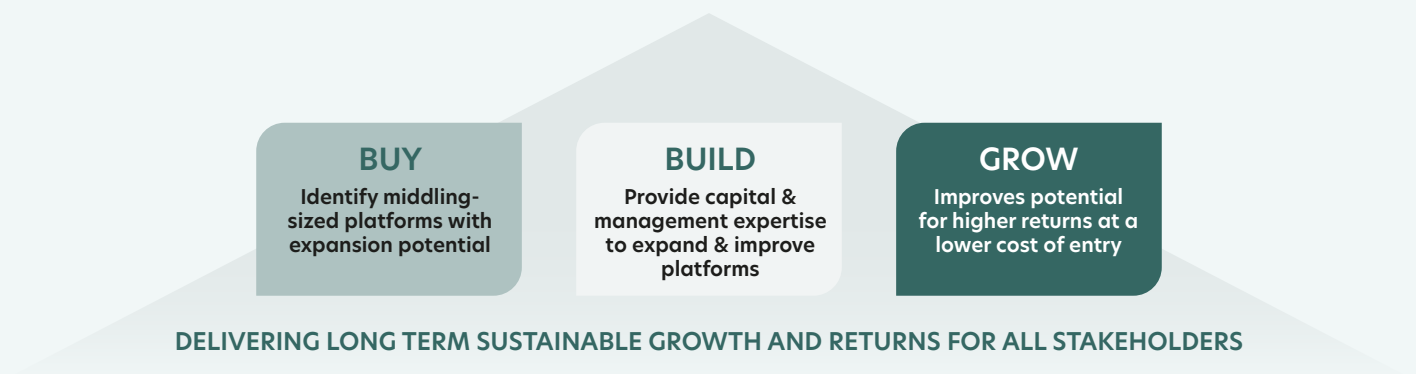 BUY
Identify middling-
sized platforms with
expansion potential
BUILD
Provide capital &
management expertise
to expand & improve
platforms
GROW
Improves potential
for higher returns at a
lower cost of entry
DELIVERING LONG TERM SUSTAINABLE GROWTH AND RETURNS FOR ALL STAKEHOLDERS